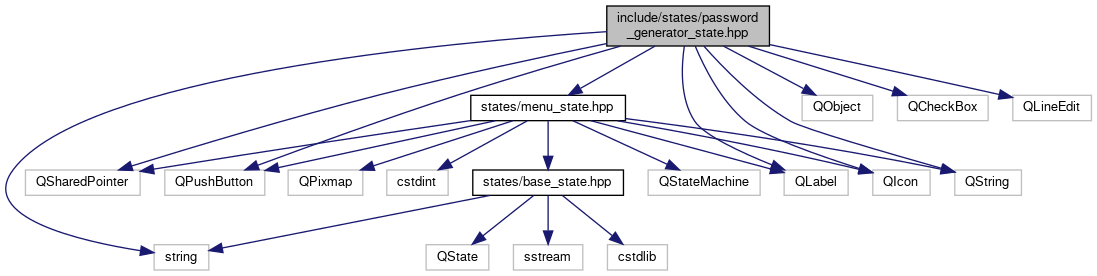 include/states/password
_generator_state.hpp
states/menu_state.hpp
QObject
QCheckBox
QLineEdit
QSharedPointer
QPushButton
QPixmap
cstdint
states/base_state.hpp
QStateMachine
QLabel
QIcon
QString
string
QState
sstream
cstdlib